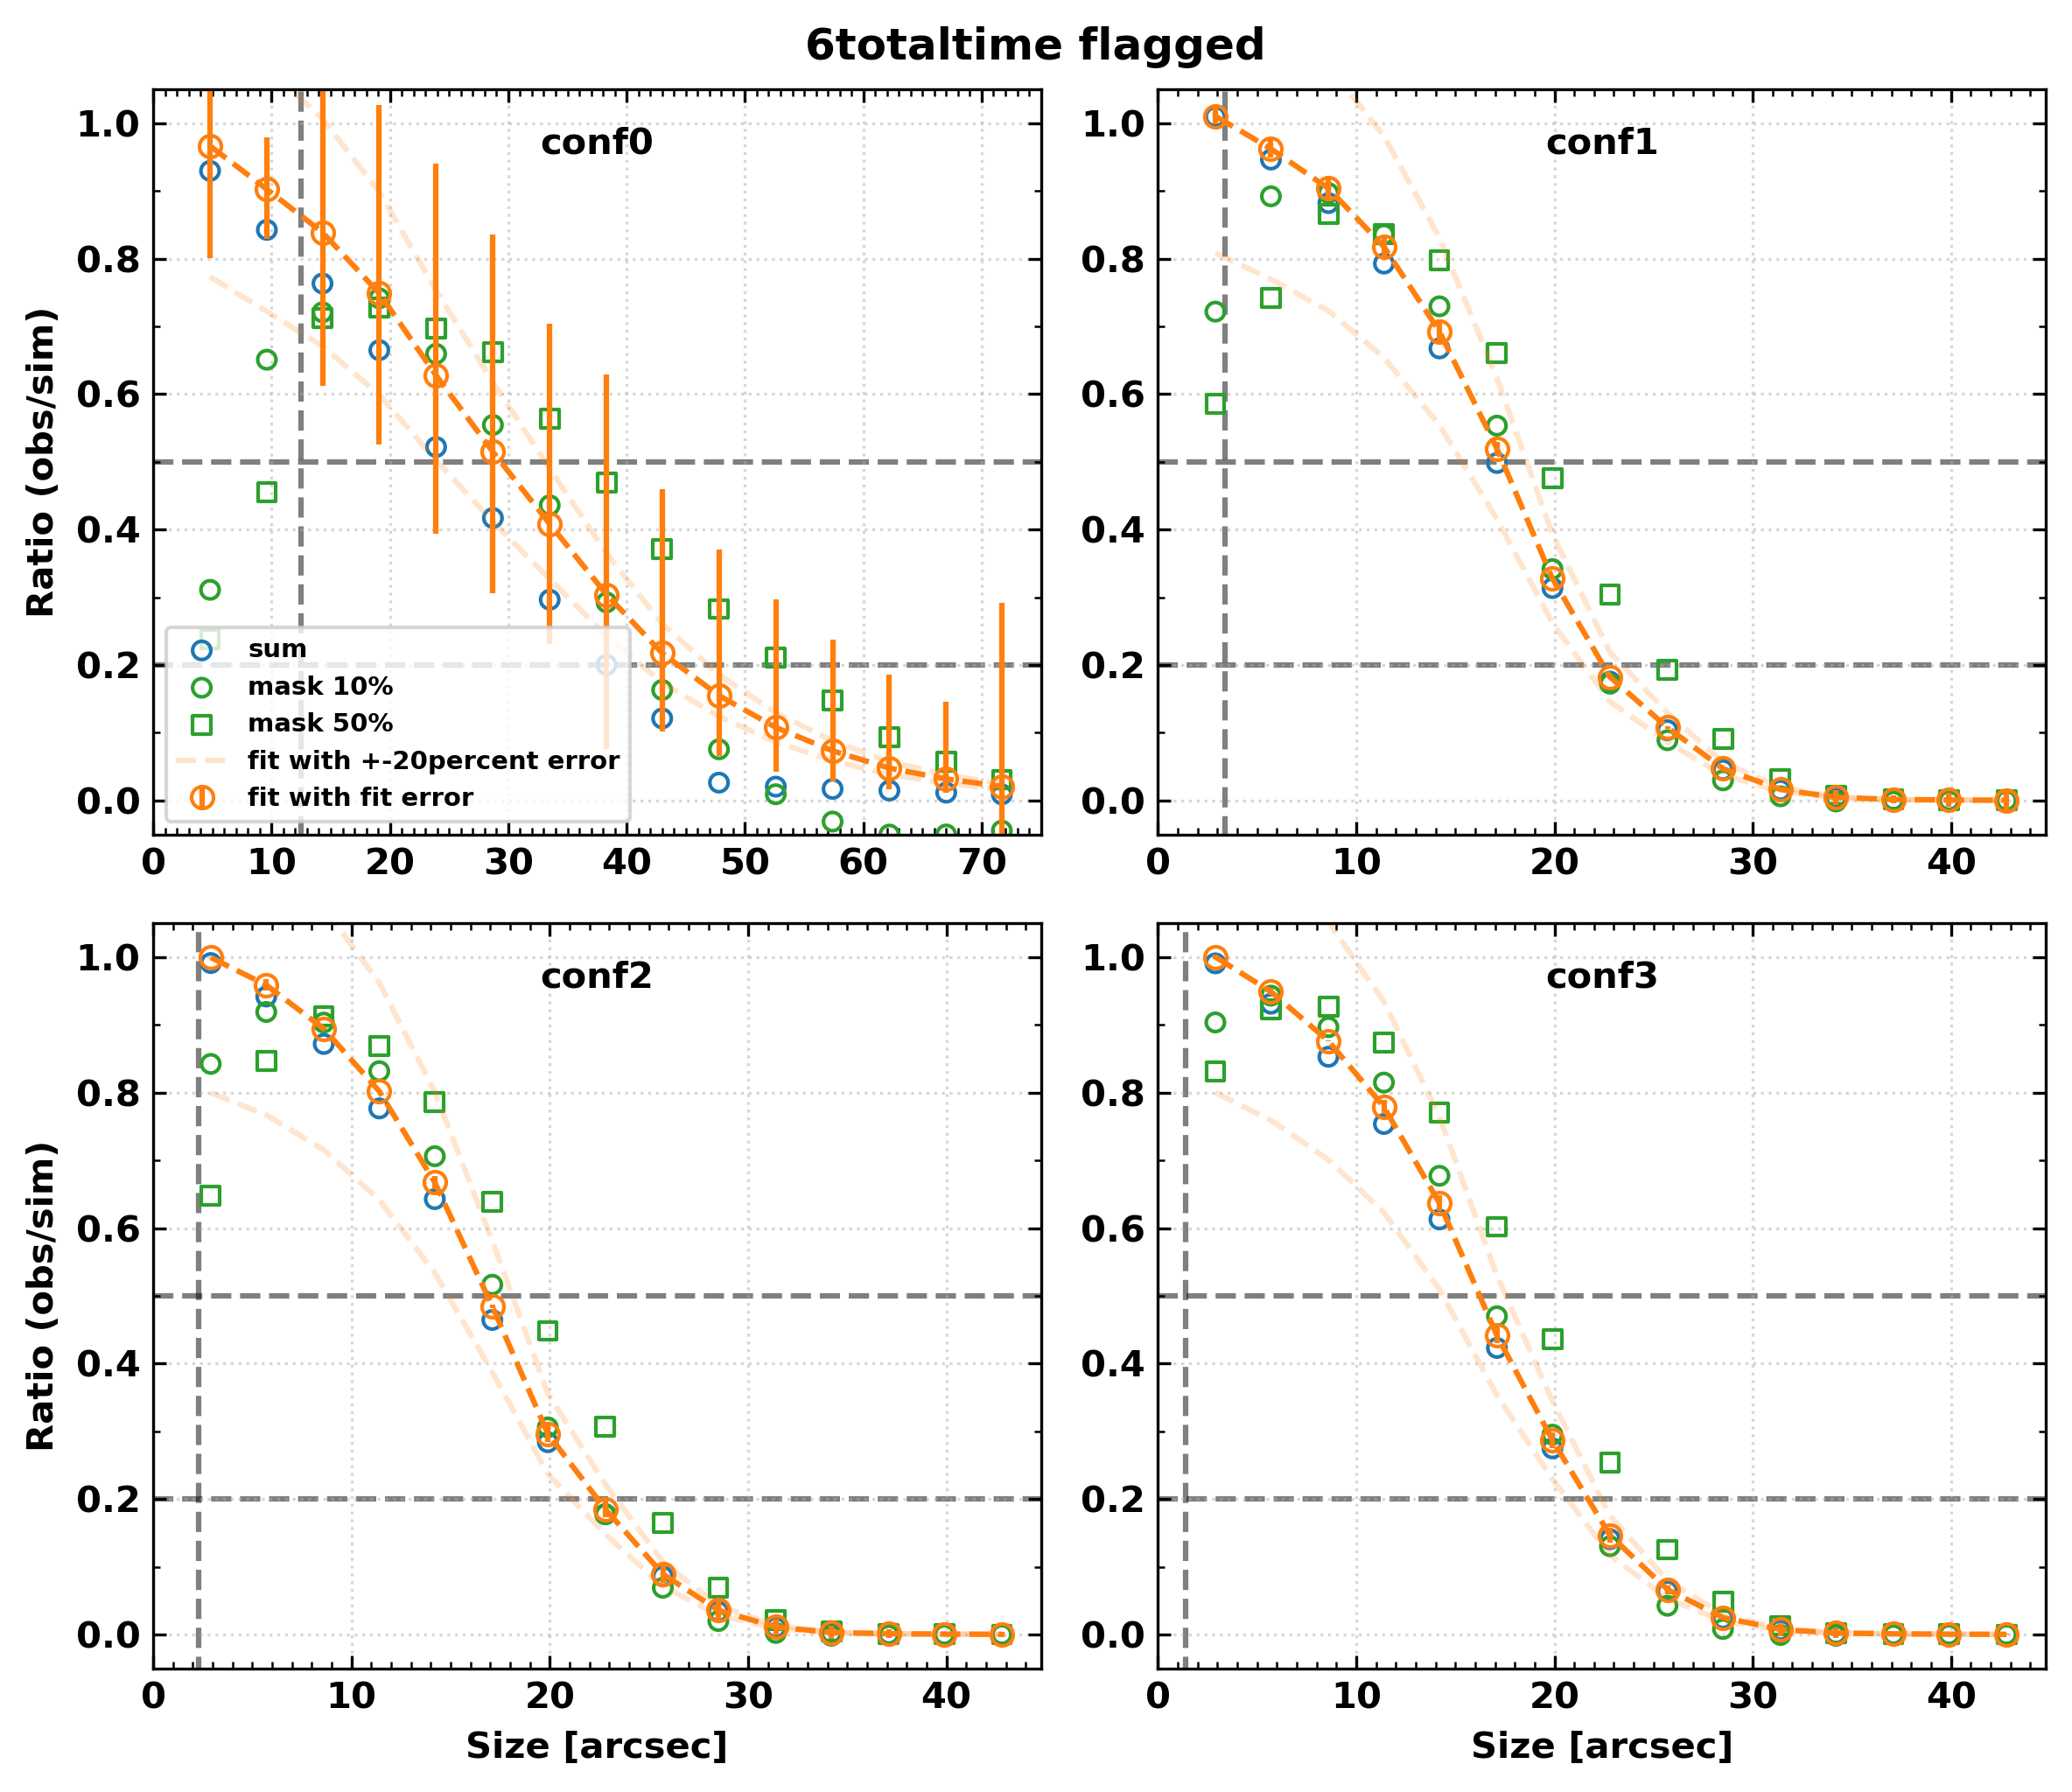 6totaltime flagged
conf0
Ratio (obs/sim)
1.0
0.8
0.6
0.4
0.2
0.0
sum
mask 10%
mask 50%
fit with +-20percent error
fit with fit error
0 10 20 30 40 50 60 70
conf1
1.0
0.8
0.6
0.4
0.2
0.0
0 10 20 30 40
conf2
Ratio (obs/sim)
1.0
0.8
0.6
0.4
0.2
0.0
0 10 20 30 40
Size [arcsec]
conf3
1.0
0.8
0.6
0.4
0.2
0.0
0 10 20 30 40
Size [arcsec]